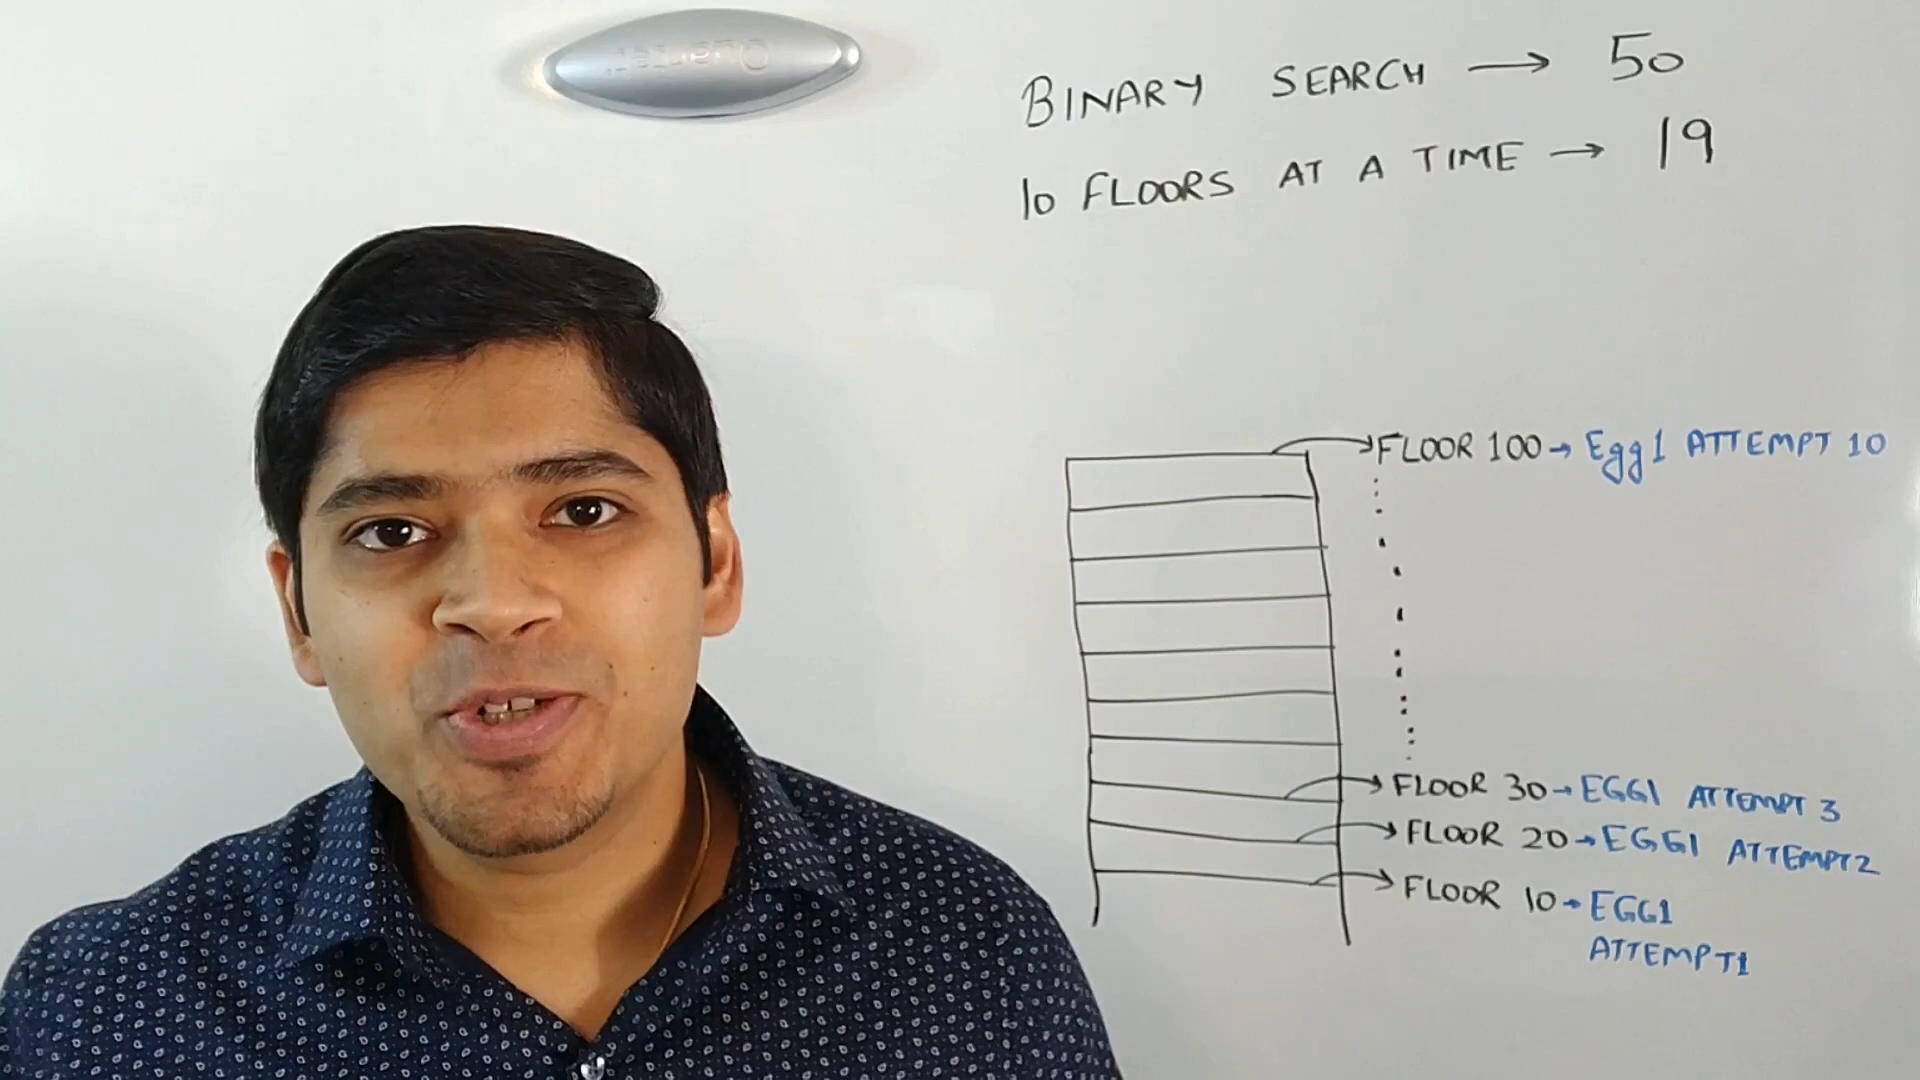 Quartet
BINARY SEARCH → 50
10 FLOORS AT A TIME → 19
FLOOR 100 → Egg1 ATTEMPT 10
FLOOR 30 → EGG1 ATTEMPT 3
FLOOR 20 → EGG1 ATTEMPT2
FLOOR 10 → EGG1
ATTEMPT1